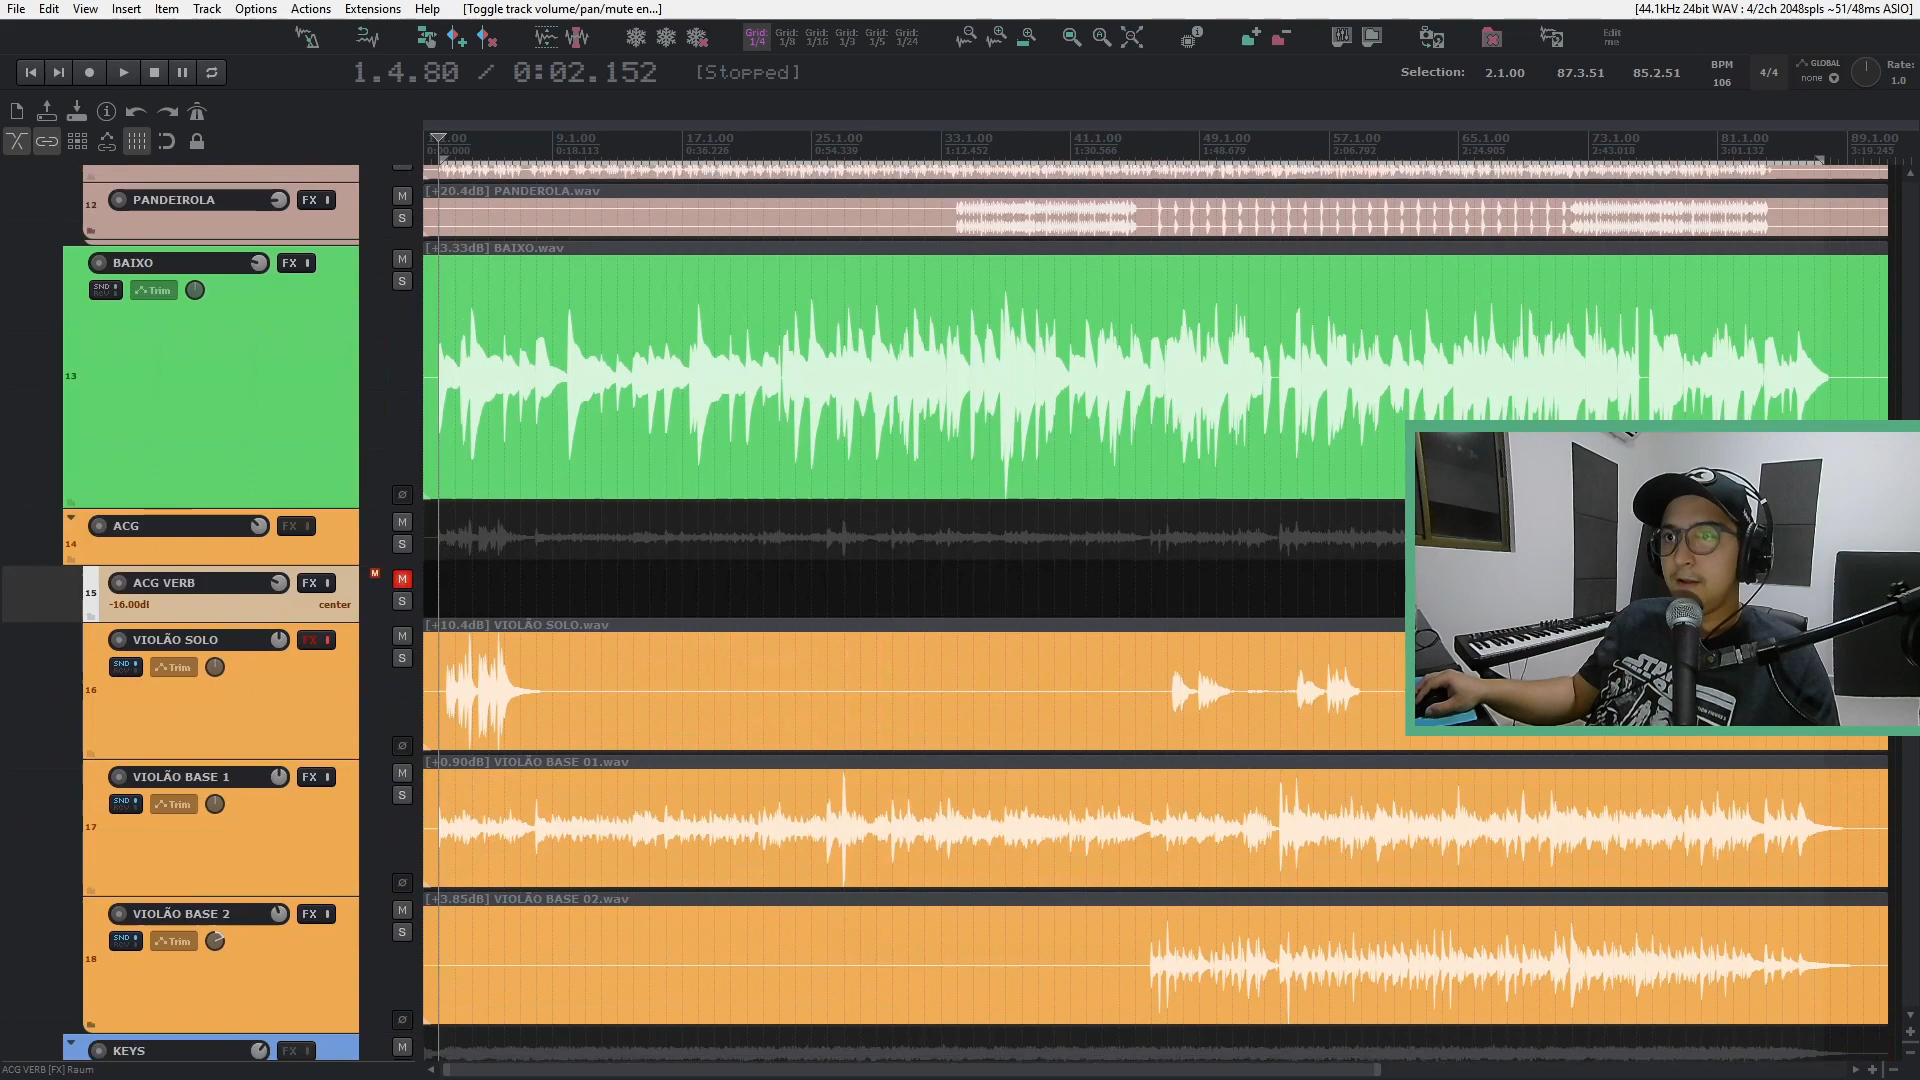 File Edit View Insert Item Track Options Actions Extensions Help [Toggle track volume/pan/mute en...] [44.1kHz 24bit WAV : 4/2ch 2048spls ~51/48ms ASIO]
Grid: 1/4 Grid: 1/8 Grid: 1/16 Grid: 1/3 Grid: 1/5 Grid: 1/24 Edit me
1.4.80 / 0:02.152 [Stopped] Selection: 2.1.00 87.3.51 85.2.51 BPM 106 4/4 GLOBAL none Rate: 1.0
.00 9.1.00 17.1.00 25.1.00 33.1.00 41.1.00 49.1.00 57.1.00 65.1.00 73.1.00 81.1.00 89.1.00
0:00.000 0:18.113 0:36.226 0:54.339 1:12.452 1:30.566 1:48.679 2:06.792 2:24.905 2:43.018 3:01.132 3:19.245
12 PANDEIROLA FX M S [+20.4dB] PANDEROLA.wav
BAIXO FX M S [+3.33dB] BAIXO.wav
SND RCV Trim
13
ACG FX M S
14
ACG VERB FX M M S
15 -16.00dB center
VIOLÃO SOLO FX M S [+10.4dB] VIOLÃO SOLO.wav
SND RCV Trim
16
VIOLÃO BASE 1 FX M S [+0.90dB] VIOLÃO BASE 01.wav
SND RCV Trim
17
VIOLÃO BASE 2 FX M S [+3.85dB] VIOLÃO BASE 02.wav
SND RCV Trim
18
KEYS FX M
ACG VERB [FX] Raum
STAR WARS